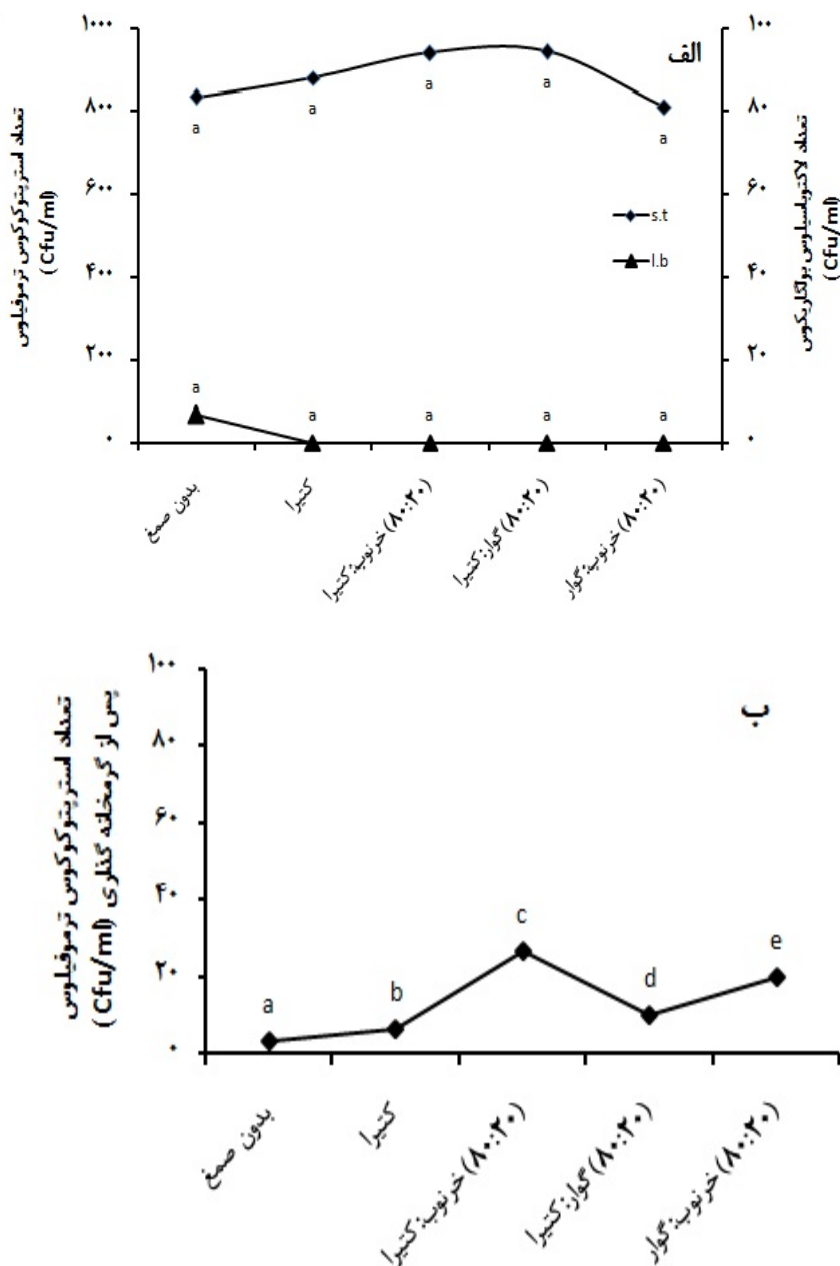 الف
تعداد استرپتوکوکوس ترموفیلوس
(Cfu/ml)
۱۰۰۰
۸۰۰
۶۰۰
۴۰۰
۲۰۰
۰
a
a
a
a
a
s.t
l.b
a
a
a
a
a
۱۰۰
۸۰
۶۰
۴۰
۲۰
۰
تعداد لاکتوباسیلوس بولگاریکوس
(Cfu/ml)
بدون صمغ
کتیرا
خرنوب:کتیرا (۸۰:۲۰)
گوار:کتیرا (۸۰:۲۰)
خرنوب:گوار (۸۰:۲۰)
ب
تعداد استرپتوکوکوس ترموفیلوس
پس از گرمخانه گذاری (Cfu/ml)
۱۰۰
۸۰
۶۰
۴۰
۲۰
۰
a
b
c
d
e
بدون صمغ
کتیرا
خرنوب:کتیرا (۸۰:۲۰)
گوار:کتیرا (۸۰:۲۰)
خرنوب:گوار (۸۰:۲۰)